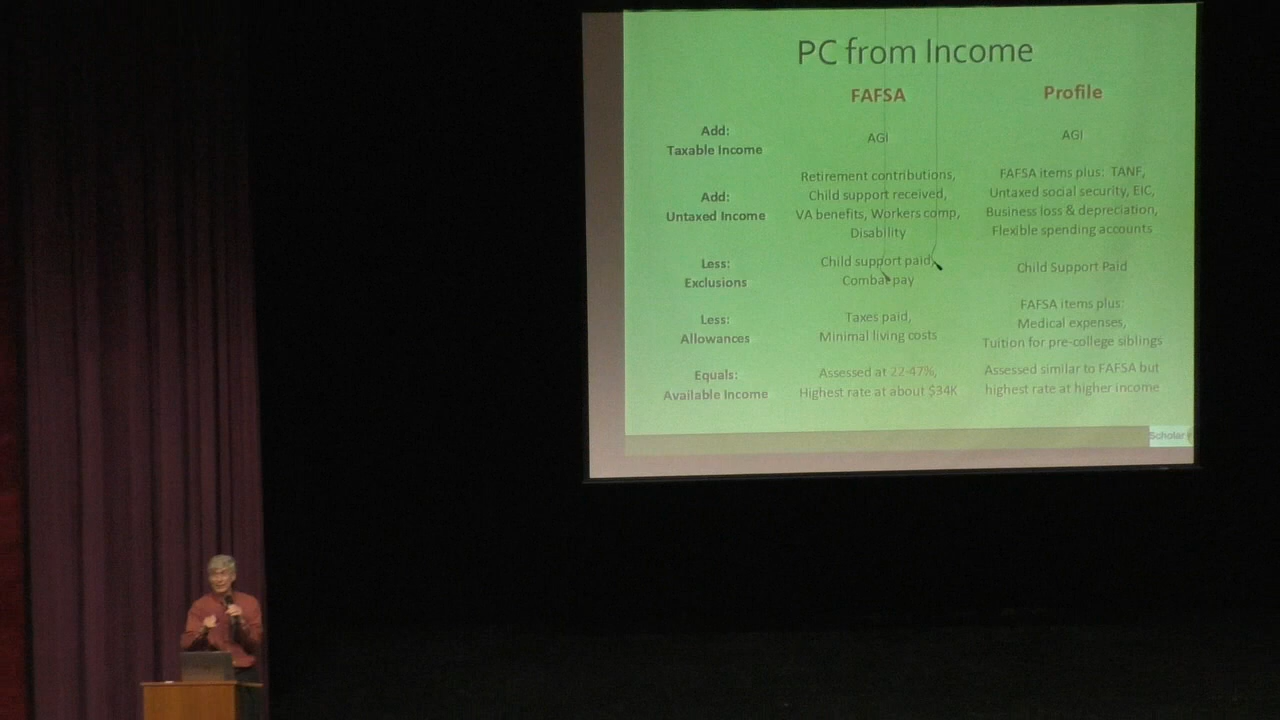 PC from Income
FAFSA
Profile
Add:
Taxable Income
AGI
AGI
Add:
Untaxed Income
Retirement contributions,
Child support received,
VA benefits, Workers comp,
Disability
FAFSA items plus: TANF,
Untaxed social security, EIC,
Business loss & depreciation,
Flexible spending accounts
Less:
Exclusions
Child support paid,
Combat pay
Child Support Paid
Less:
Allowances
Taxes paid,
Minimal living costs
FAFSA items plus:
Medical expenses,
Tuition for pre-college siblings
Equals:
Available Income
Assessed at 22-47%,
Highest rate at about $34K
Assessed similar to FAFSA but
highest rate at higher income
Scholar